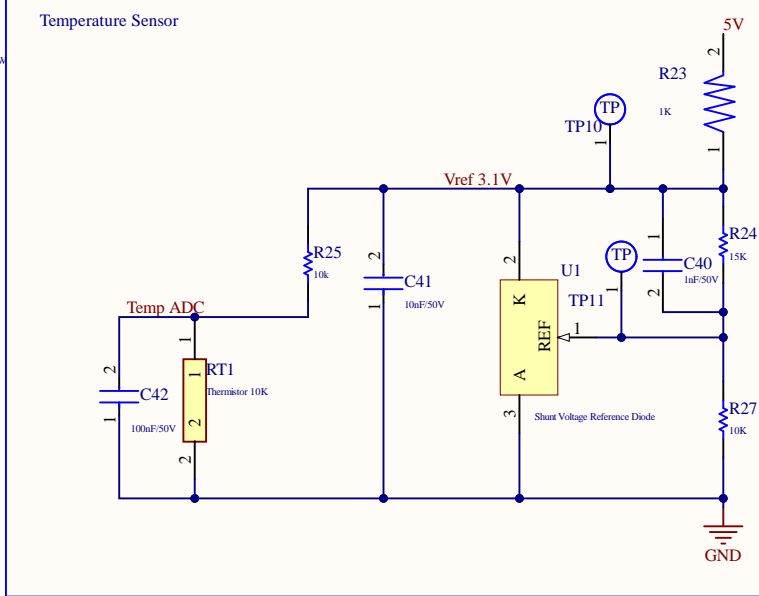 Temperature Sensor
5V
2
R23
1K
1
TP
TP10
1
Vref 3.1V
R25
10k
2
C41
1
10nF/50V
2
K
U1
REF
A
1
3
Shunt Voltage Reference Diode
TP
TP11
1
1
C40
1nF/50V
2
R24
15K
R27
10K
Temp ADC
2
C42
1
100nF/50V
1
RT1
1
Thermistor 10K
2
2
GND